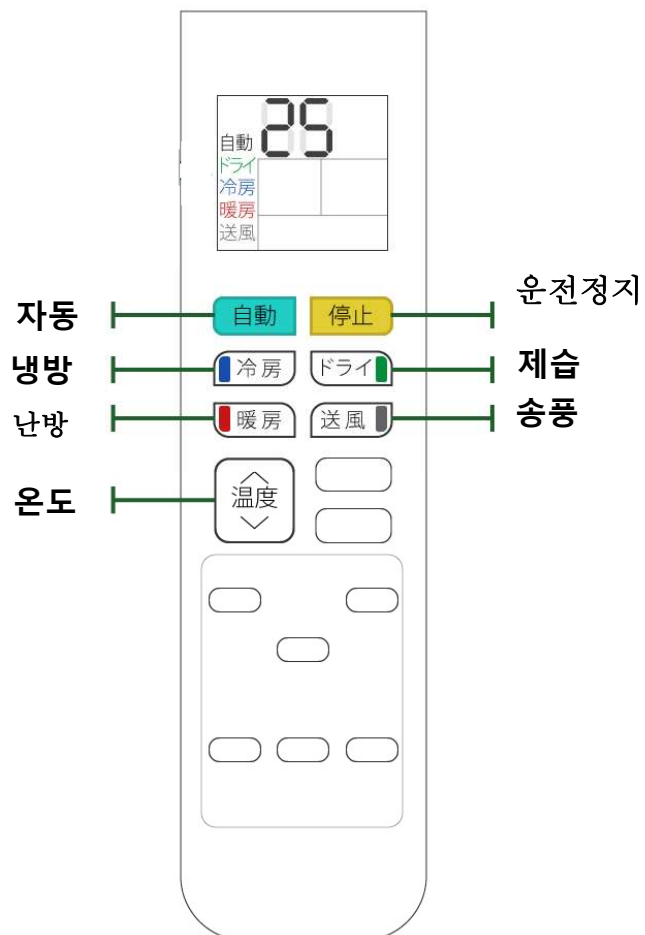 25
自動
ドライ
冷房
暖房
送風
자동
自動
停止
운전정지
냉방
冷房
ドライ
제습
난방
暖房
送風
송풍
온도
温度